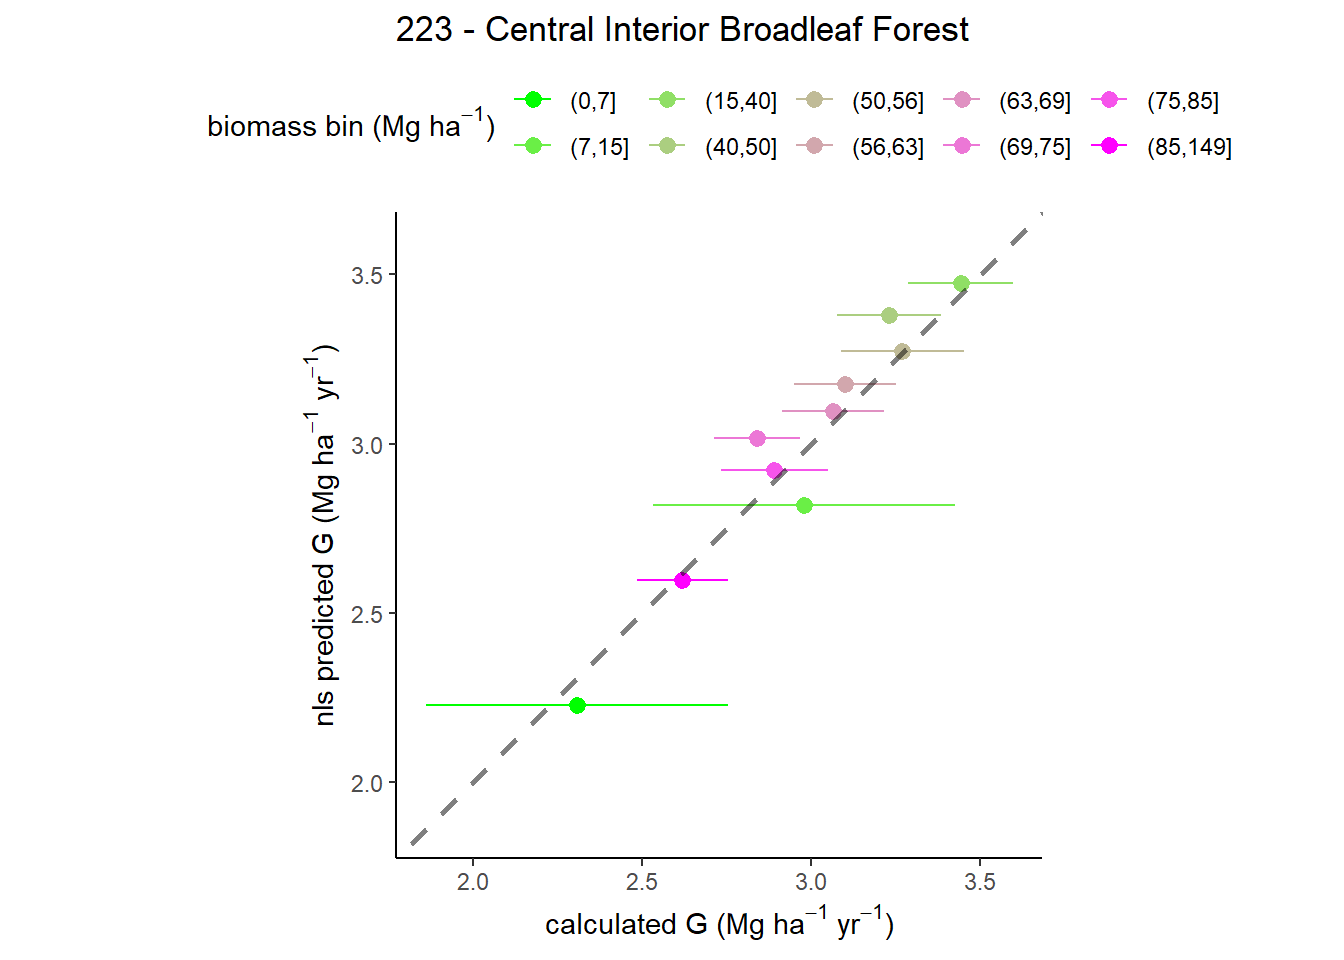 223 - Central Interior Broadleaf Forest
biomass bin (Mg ha⁻¹)
(0,7] (15,40] (50,56] (63,69] (75,85]
(7,15] (40,50] (56,63] (69,75] (85,149]
nls predicted G (Mg ha⁻¹ yr⁻¹)
3.5
3.0
2.5
2.0
2.0 2.5 3.0 3.5
calculated G (Mg ha⁻¹ yr⁻¹)